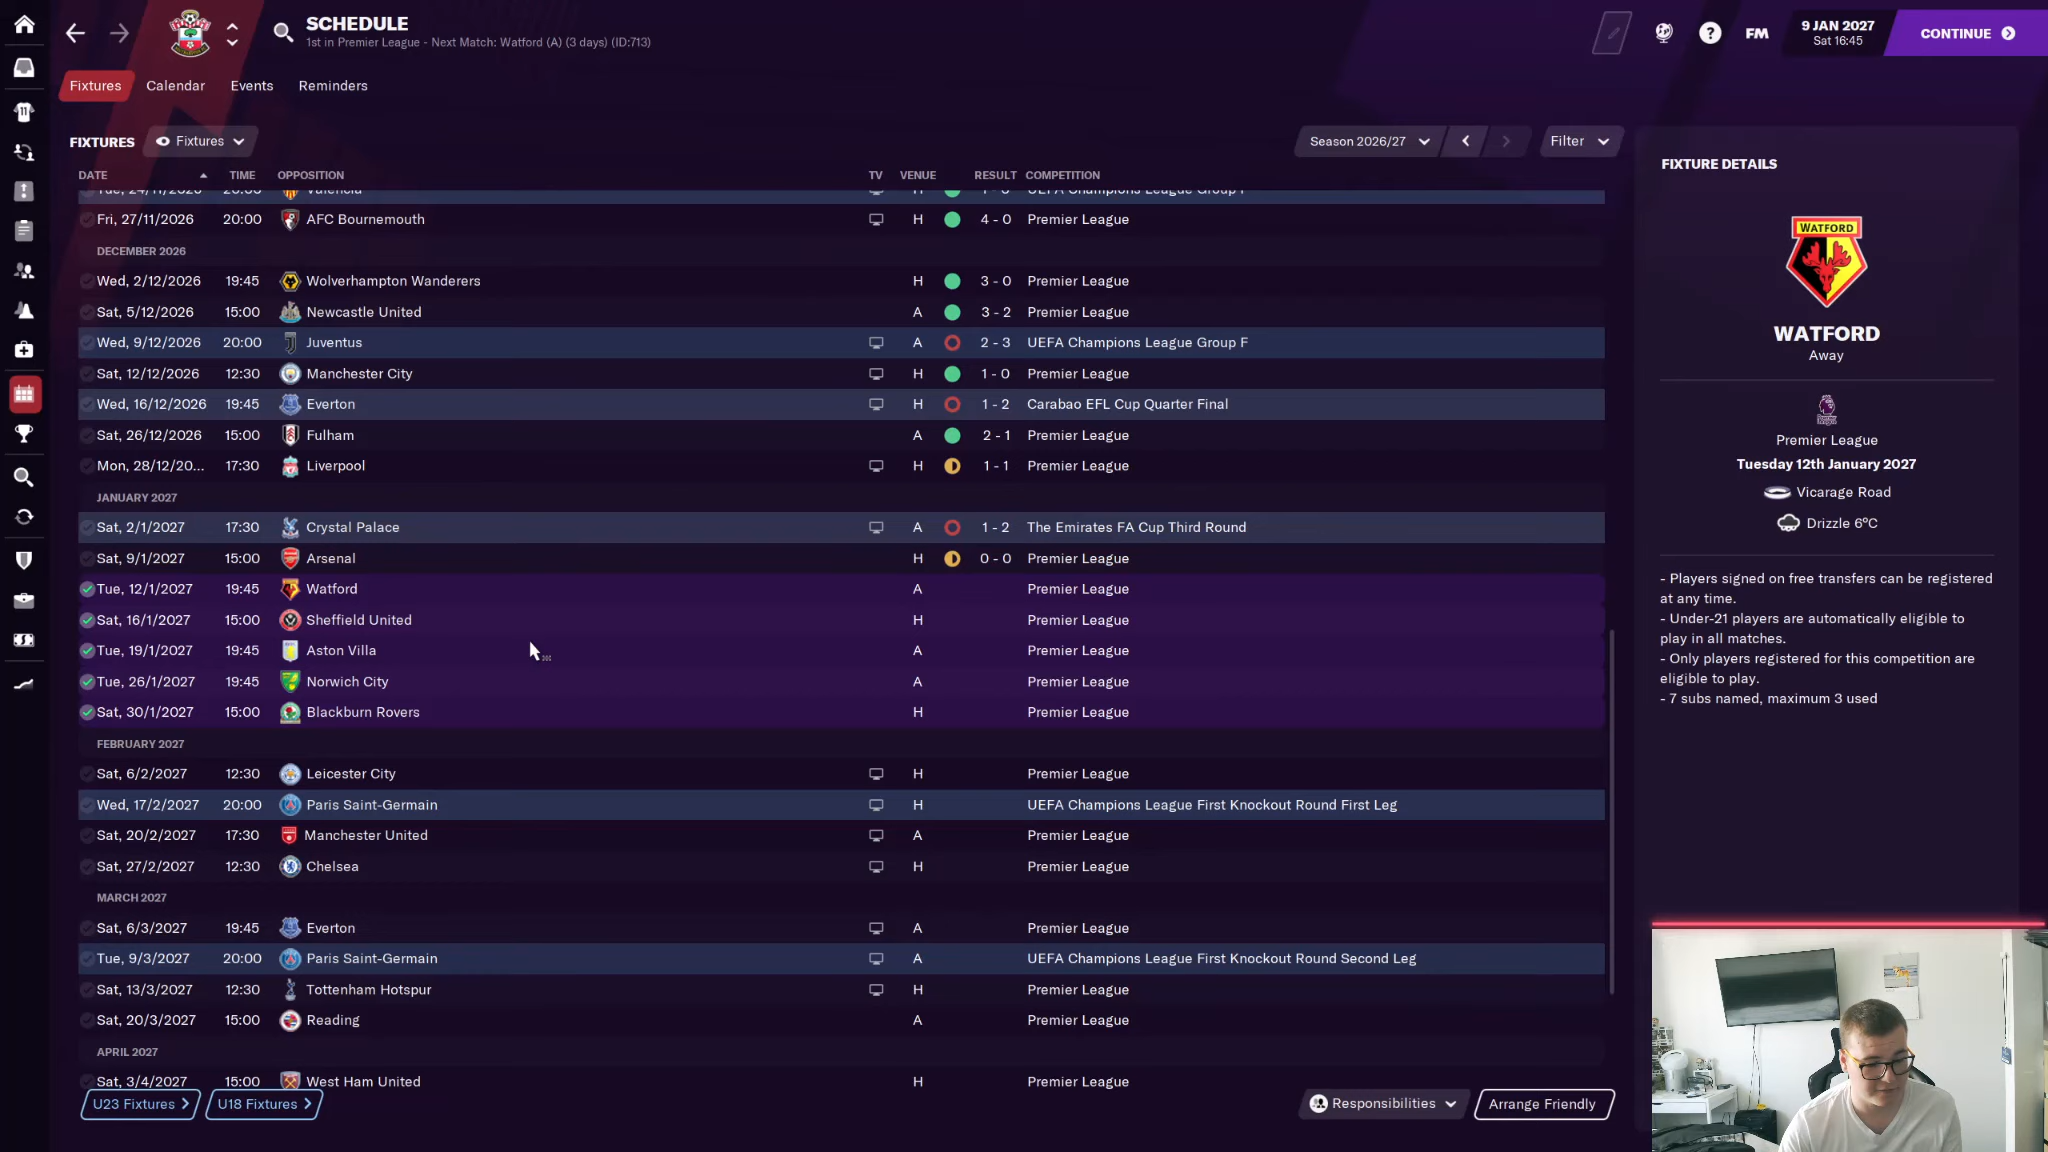 SCHEDULE
1st in Premier League - Next Match: Watford (A) (3 days) (ID:713)
FM
9 JAN 2027
Sat 16:45
CONTINUE
Fixtures Calendar Events Reminders
FIXTURES Fixtures Season 2026/27 Filter
DATE TIME OPPOSITION TV VENUE RESULT COMPETITION
Tue, 24/11/2026 20:00 Valencia H 1 - 0 UEFA Champions League Group F
Fri, 27/11/2026 20:00 AFC Bournemouth H 4 - 0 Premier League
DECEMBER 2026
Wed, 2/12/2026 19:45 Wolverhampton Wanderers H 3 - 0 Premier League
Sat, 5/12/2026 15:00 Newcastle United A 3 - 2 Premier League
Wed, 9/12/2026 20:00 Juventus A 2 - 3 UEFA Champions League Group F
Sat, 12/12/2026 12:30 Manchester City H 1 - 0 Premier League
Wed, 16/12/2026 19:45 Everton H 1 - 2 Carabao EFL Cup Quarter Final
Sat, 26/12/2026 15:00 Fulham A 2 - 1 Premier League
Mon, 28/12/20... 17:30 Liverpool H 1 - 1 Premier League
JANUARY 2027
Sat, 2/1/2027 17:30 Crystal Palace A 1 - 2 The Emirates FA Cup Third Round
Sat, 9/1/2027 15:00 Arsenal H 0 - 0 Premier League
Tue, 12/1/2027 19:45 Watford A Premier League
Sat, 16/1/2027 15:00 Sheffield United H Premier League
Tue, 19/1/2027 19:45 Aston Villa A Premier League
Tue, 26/1/2027 19:45 Norwich City A Premier League
Sat, 30/1/2027 15:00 Blackburn Rovers H Premier League
FEBRUARY 2027
Sat, 6/2/2027 12:30 Leicester City H Premier League
Wed, 17/2/2027 20:00 Paris Saint-Germain H UEFA Champions League First Knockout Round First Leg
Sat, 20/2/2027 17:30 Manchester United A Premier League
Sat, 27/2/2027 12:30 Chelsea H Premier League
MARCH 2027
Sat, 6/3/2027 19:45 Everton A Premier League
Tue, 9/3/2027 20:00 Paris Saint-Germain A UEFA Champions League First Knockout Round Second Leg
Sat, 13/3/2027 12:30 Tottenham Hotspur H Premier League
Sat, 20/3/2027 15:00 Reading A Premier League
APRIL 2027
Sat, 3/4/2027 15:00 West Ham United H Premier League
U23 Fixtures U18 Fixtures Responsibilities Arrange Friendly
FIXTURE DETAILS
WATFORD
WATFORD
Away
Premier League
Tuesday 12th January 2027
Vicarage Road
Drizzle 6°C
- Players signed on free transfers can be registered
at any time.
- Under-21 players are automatically eligible to
play in all matches.
- Only players registered for this competition are
eligible to play.
- 7 subs named, maximum 3 used